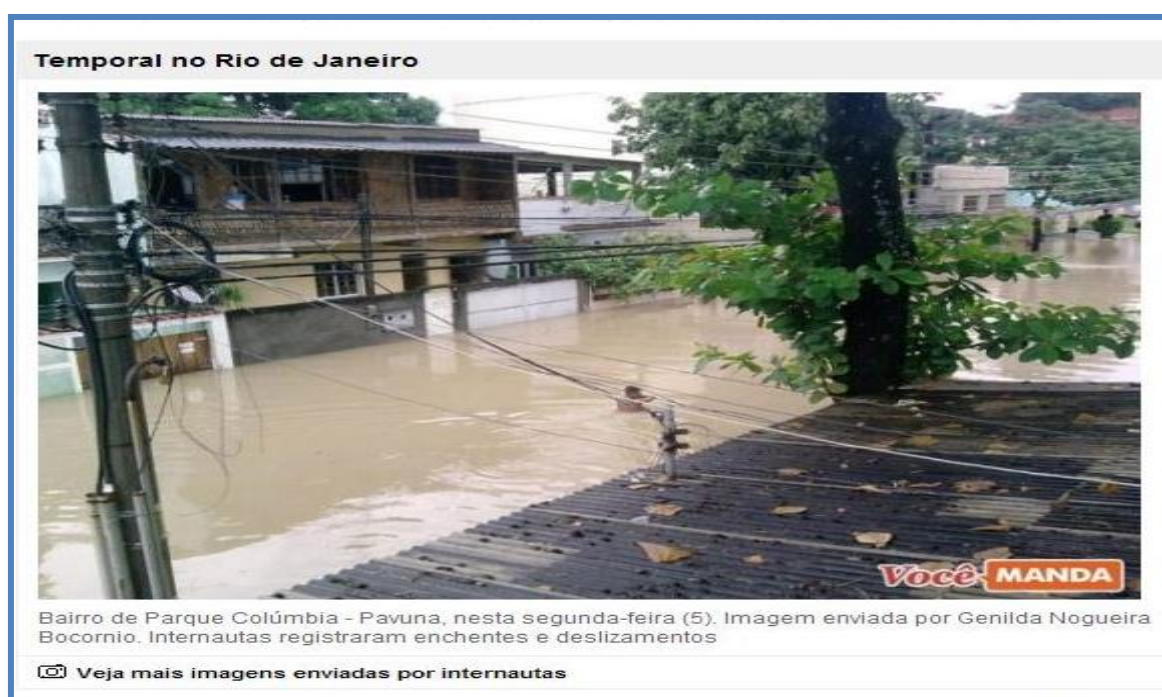 Temporal no Rio de Janeiro
Você MANDA
Bairro de Parque Colúmbia - Pavuna, nesta segunda-feira (5). Imagem enviada por Genilda Nogueira
Bocornio. Internautas registraram enchentes e deslizamentos
Veja mais imagens enviadas por internautas